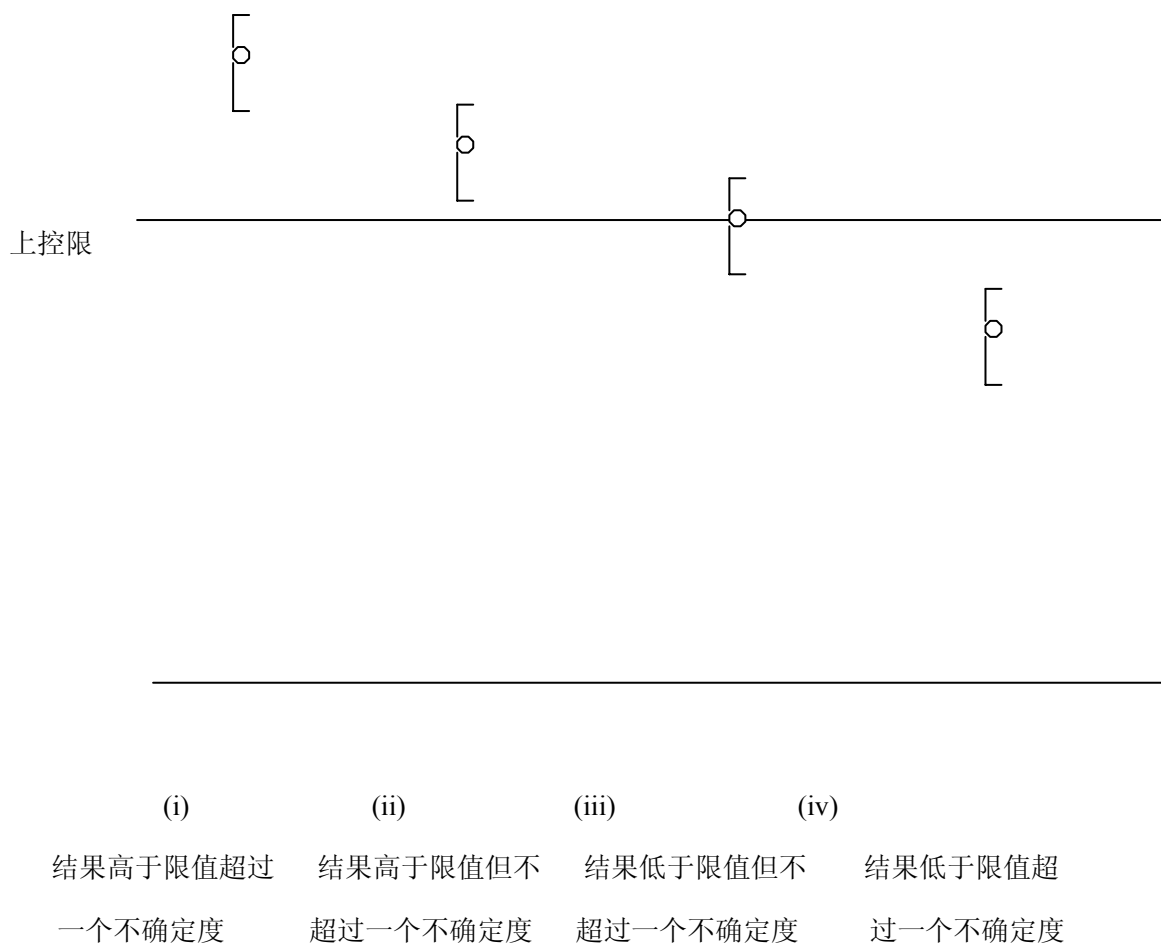 上控限
(i) (ii) (iii) (iv)
结果高于限值超过 结果高于限值但不 结果低于限值但不 结果低于限值超
一个不确定度 超过一个不确定度 超过一个不确定度 过一个不确定度